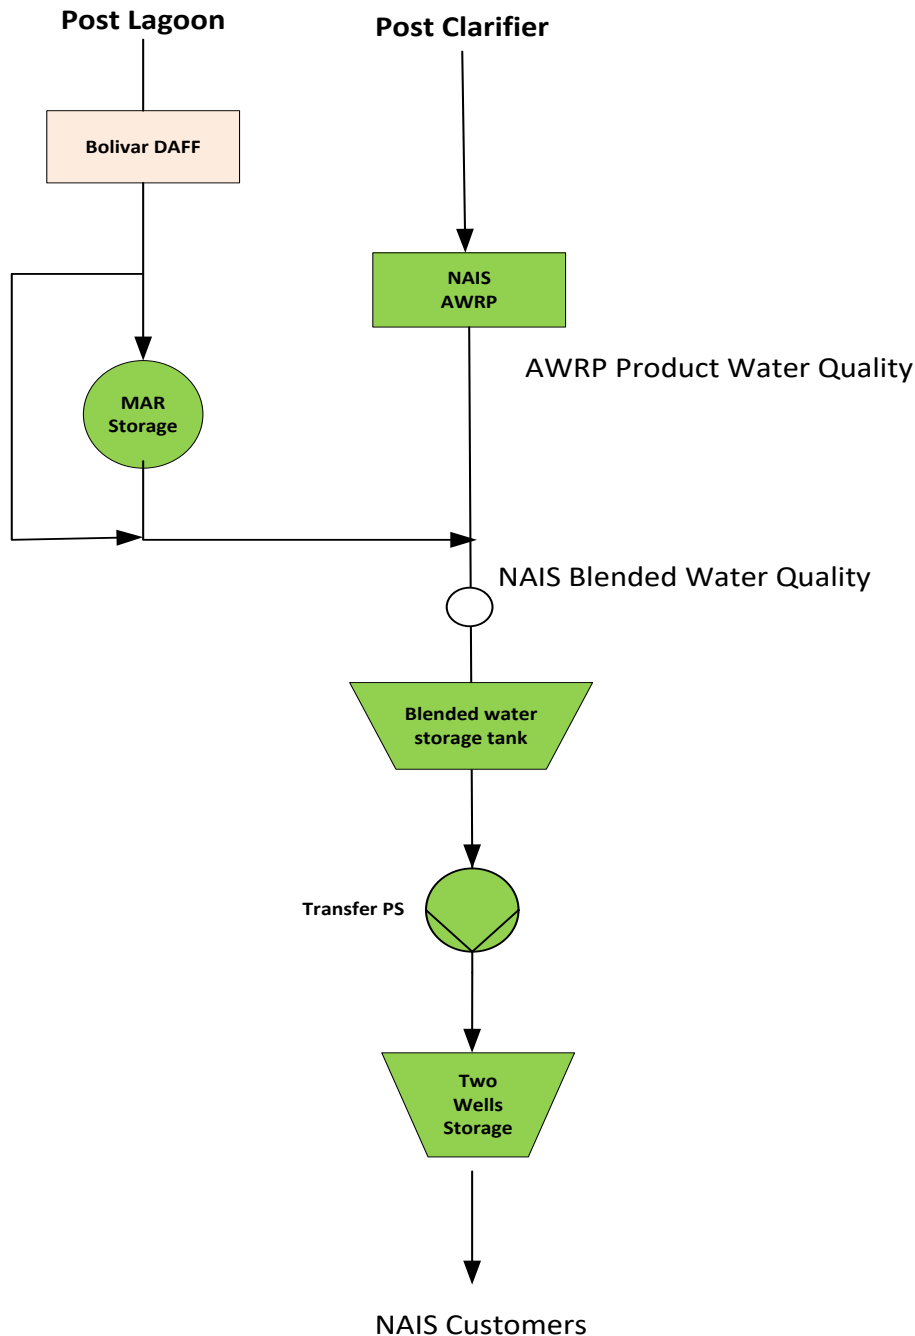 Post Lagoon
Post Clarifier
Bolivar DAFF
NAIS
AWRP
AWRP Product Water Quality
MAR
Storage
NAIS Blended Water Quality
Blended water
storage tank
Transfer PS
Two
Wells
Storage
NAIS Customers